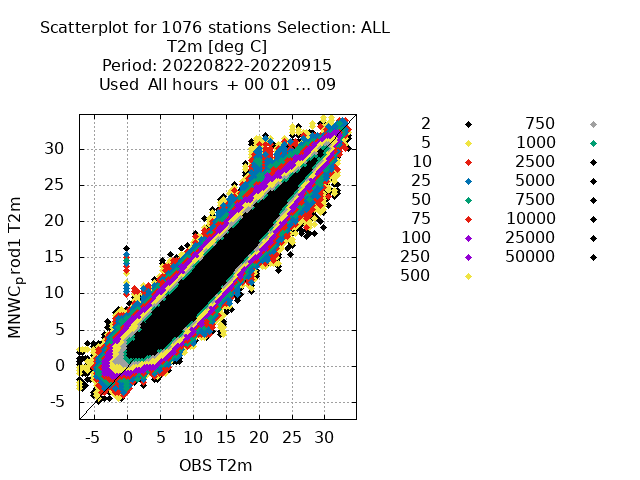 Scatterplot for 1076 stations Selection: ALL
T2m [deg C]
Period: 20220822-20220915
Used  All hours  + 00 01 ... 09
2 750
5 1000
10 2500
25 5000
50 7500
75 10000
100 25000
250 50000
500
30
25
20
15
10
5
0
-5
MNWCprod1 T2m
-5 0 5 10 15 20 25 30
OBS T2m